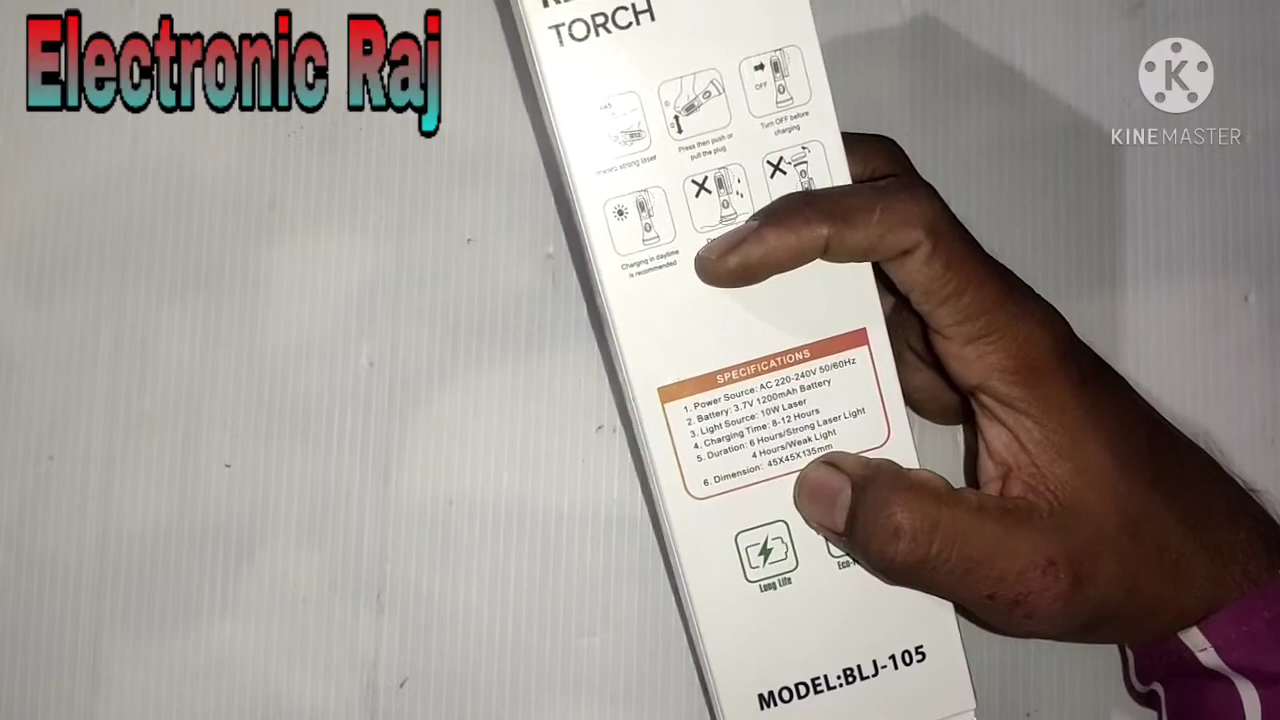 Electronic Raj
KINEMASTER
TORCH
OFF
strong laser
Press then push or
pull the plug
Turn OFF before
charging
Charging in daytime
is recommended
SPECIFICATIONS
1. Power Source: AC 220-240V 50/60Hz
2. Battery: 3.7V 1200mAh Battery
3. Light Source: 10W Laser
4. Charging Time: 8-12 Hours
5. Duration: 6 Hours/Strong Laser Light
4 Hours/Weak Light
6. Dimension: 45X45X135mm
Long Life
MODEL:BLJ-105